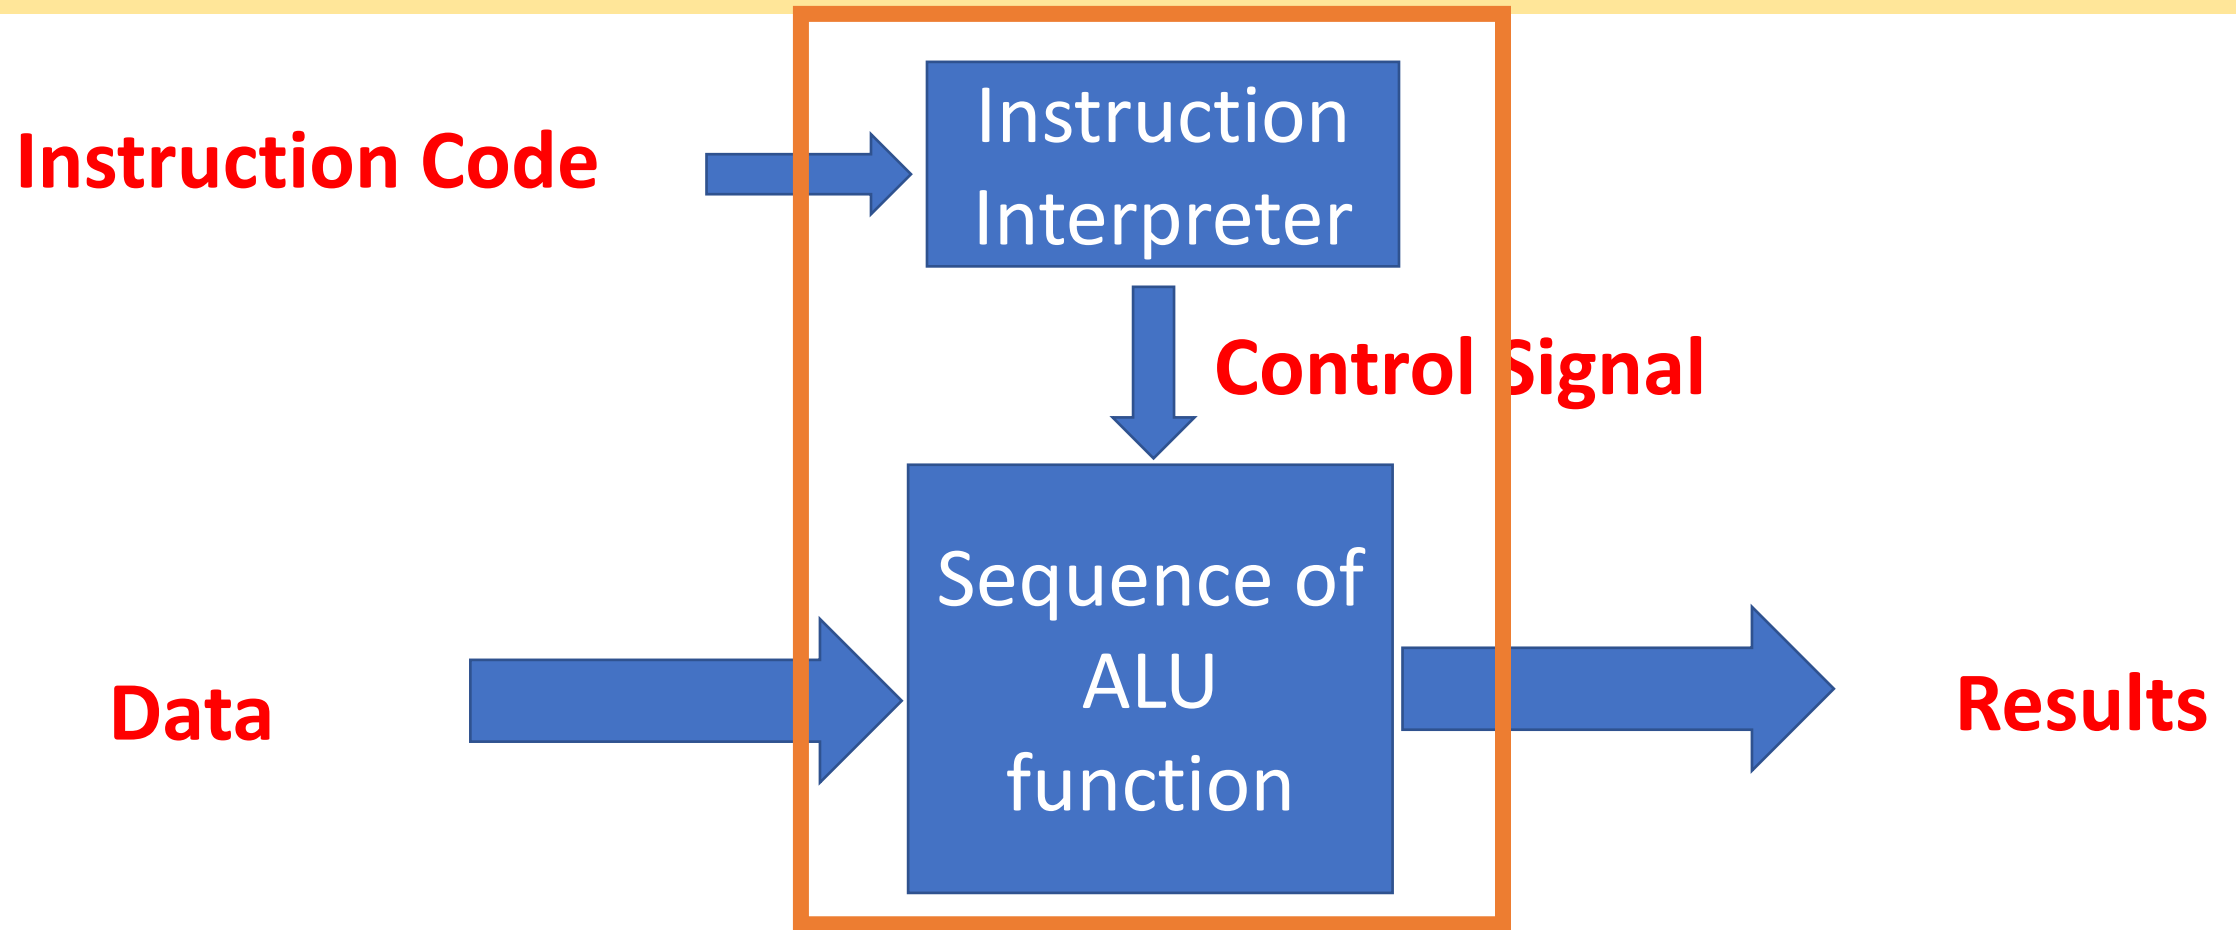 Instruction Code
Instruction
Interpreter
Control Signal
Data
Sequence of
ALU
function
Results